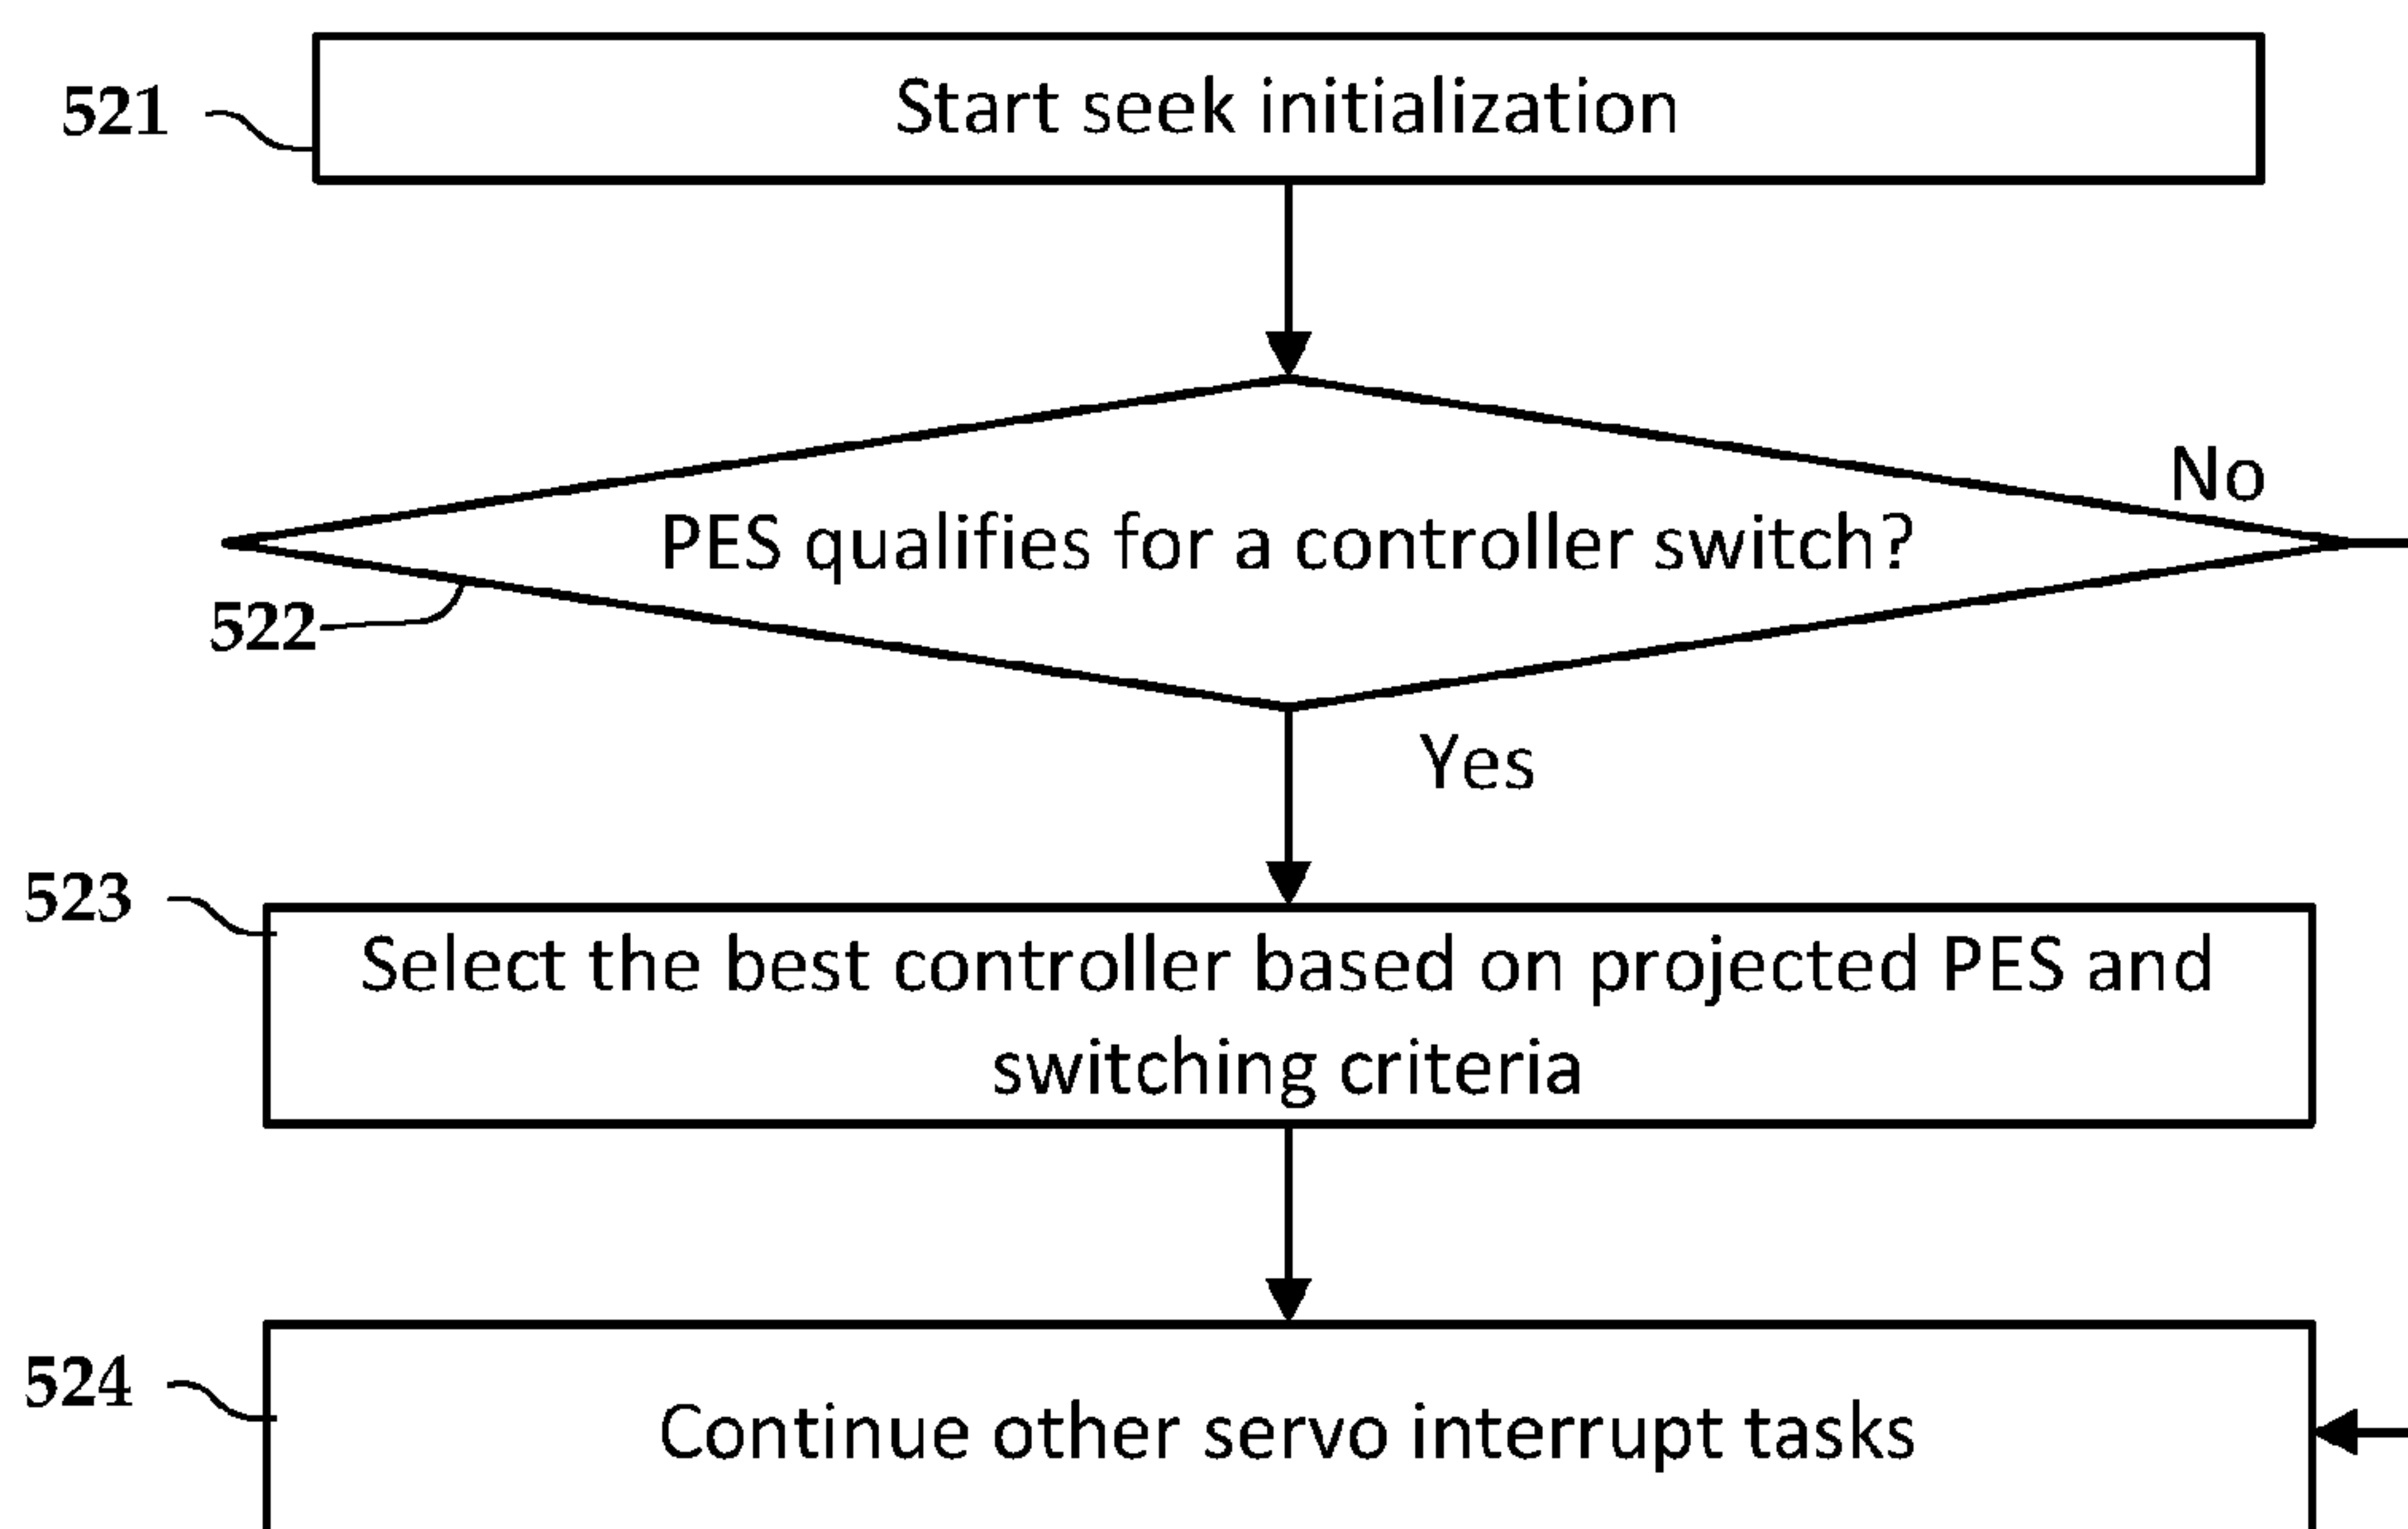 521
Start seek initialization
No
PES qualifies for a controller switch?
522
Yes
523
Select the best controller based on projected PES and
switching criteria
524
Continue other servo interrupt tasks